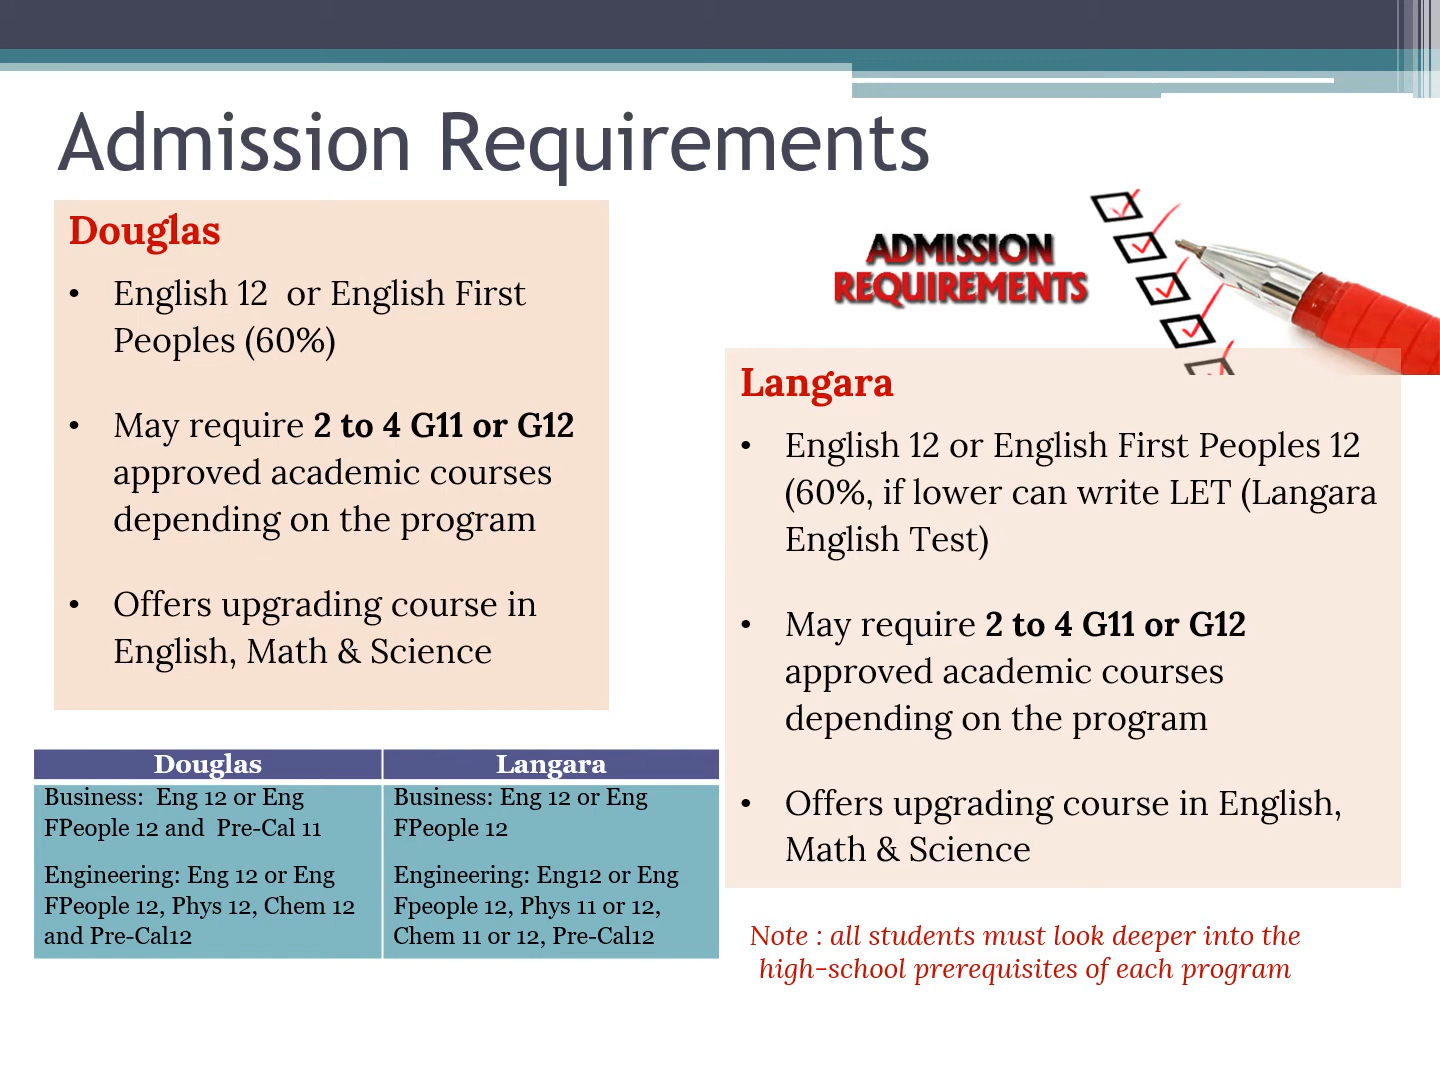 Admission Requirements
Douglas
• English 12  or English First
Peoples (60%)
• May require 2 to 4 G11 or G12
approved academic courses
depending on the program
• Offers upgrading course in
English, Math & Science
ADMISSION
REQUIREMENTS
Langara
• English 12 or English First Peoples 12
(60%, if lower can write LET (Langara
English Test)
• May require 2 to 4 G11 or G12
approved academic courses
depending on the program
• Offers upgrading course in English,
Math & Science
Douglas
Business:  Eng 12 or Eng
FPeople 12 and  Pre-Cal 11
Engineering: Eng 12 or Eng
FPeople 12, Phys 12, Chem 12
and Pre-Cal12
Langara
Business: Eng 12 or Eng
FPeople 12
Engineering: Eng12 or Eng
Fpeople 12, Phys 11 or 12,
Chem 11 or 12, Pre-Cal12
Note : all students must look deeper into the
high-school prerequisites of each program